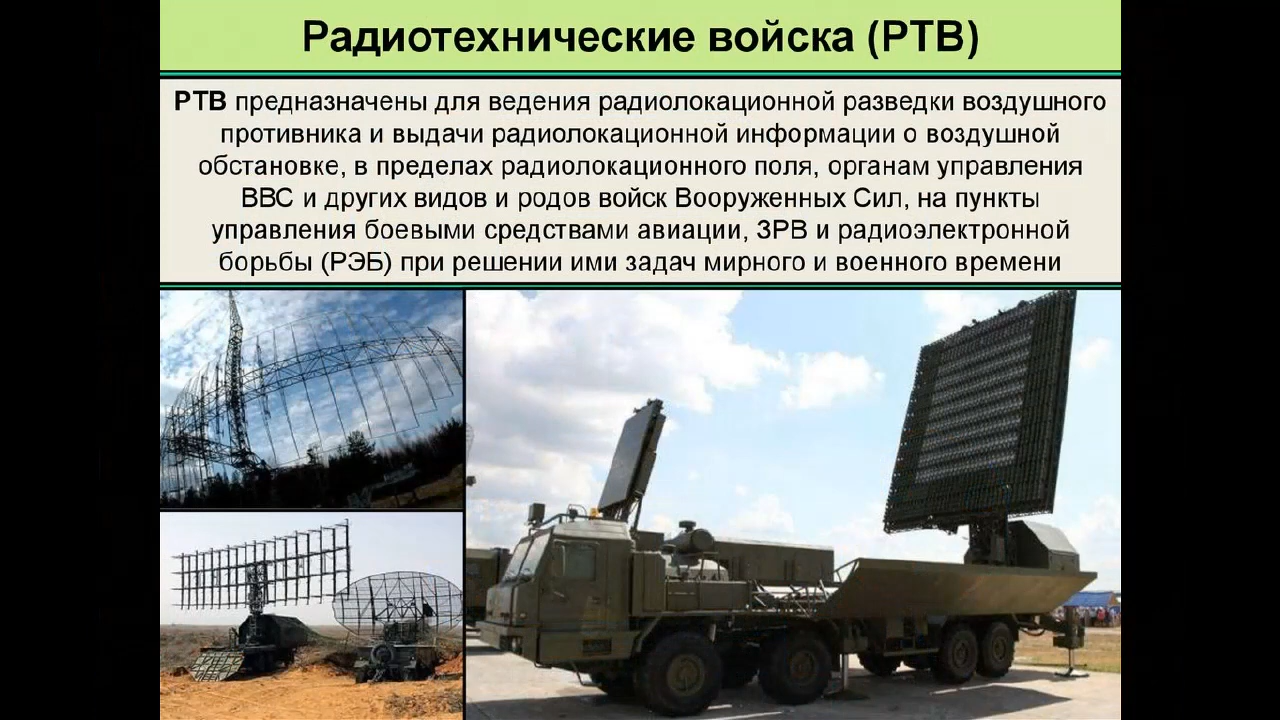 Радиотехнические войска (РТВ)
РТВ предназначены для ведения радиолокационной разведки воздушного
противника и выдачи радиолокационной информации о воздушной
обстановке, в пределах радиолокационного поля, органам управления
ВВС и других видов и родов войск Вооруженных Сил, на пункты
управления боевыми средствами авиации, ЗРВ и радиоэлектронной
борьбы (РЭБ) при решении ими задач мирного и военного времени